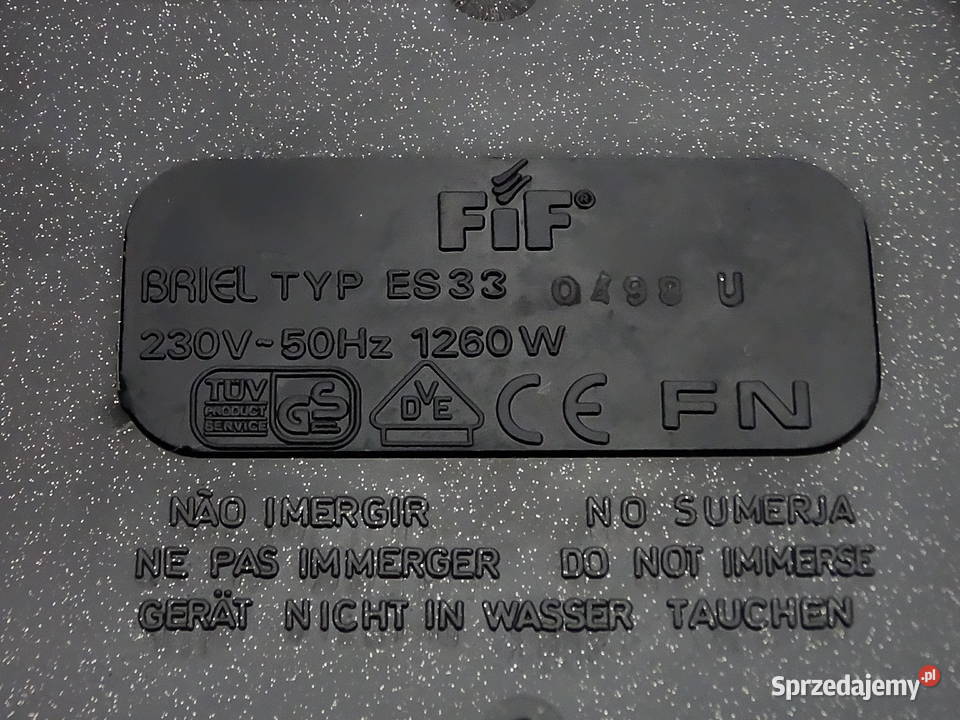 FiF®
BRIEL TYP ES33 0498 U
230V~50Hz 1260W
TÜV PRODUCT SERVICE GS DVE CE FN
NÃO IMERGIR NO SUMERJA
NE PAS IMMERGER DO NOT IMMERSE
GERÄT NICHT IN WASSER TAUCHEN
Sprzedajemy.pl